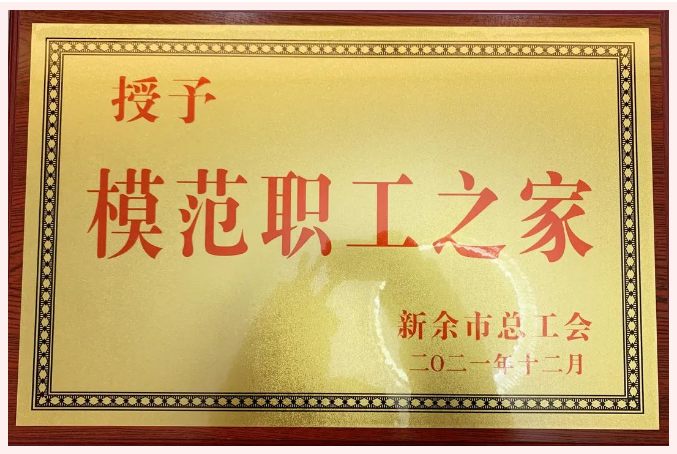 授予
模范职工之家
新余市总工会
二〇二一年十二月